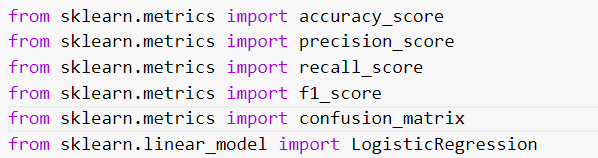 from sklearn.metrics import accuracy_score
from sklearn.metrics import precision_score
from sklearn.metrics import recall_score
from sklearn.metrics import f1_score
from sklearn.metrics import confusion_matrix
from sklearn.linear_model import LogisticRegression